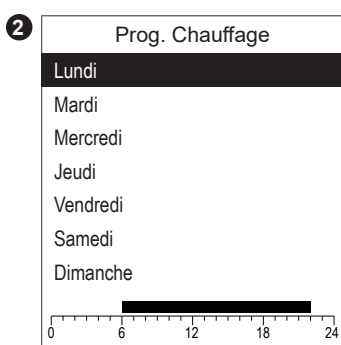 2
Prog. Chauffage
Lundi
Mardi
Mercredi
Jeudi
Vendredi
Samedi
Dimanche
0 6 12 18 24